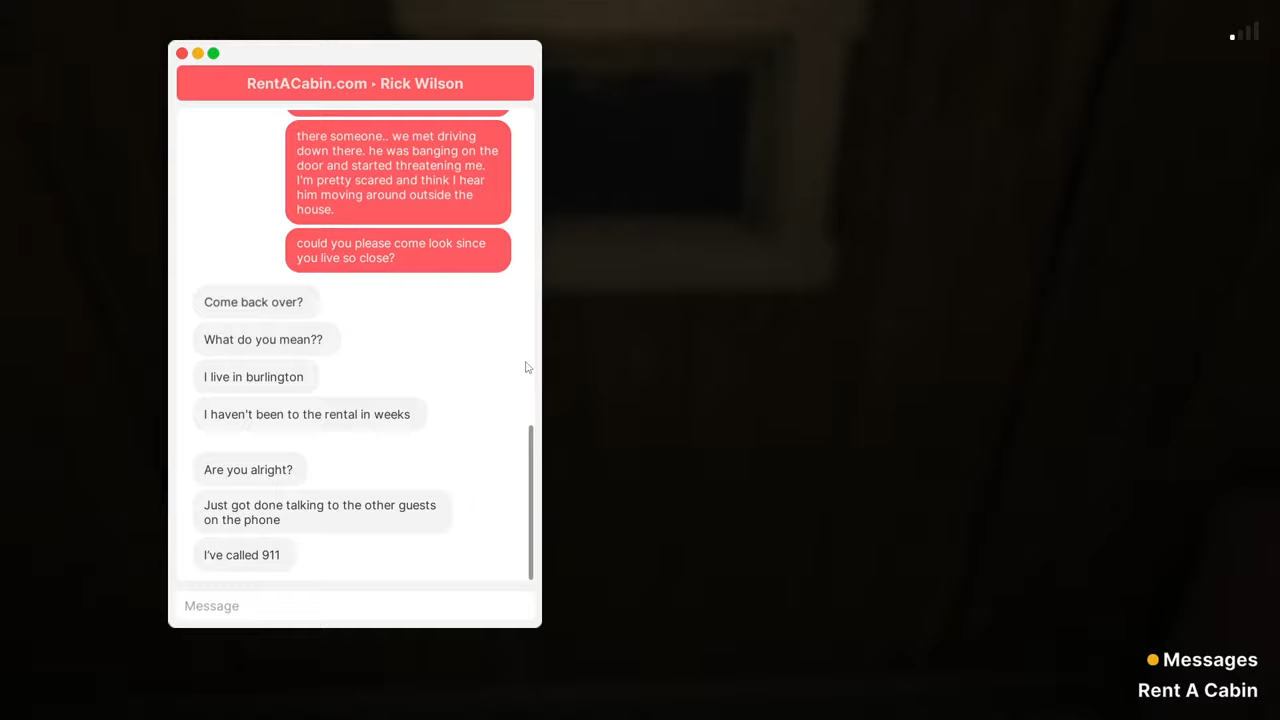 RentACabin.com ▸ Rick Wilson
there someone.. we met driving
down there. he was banging on the
door and started threatening me.
I'm pretty scared and think I hear
him moving around outside the
house.
could you please come look since
you live so close?
Come back over?
What do you mean??
I live in burlington
I haven't been to the rental in weeks
Are you alright?
Just got done talking to the other guests
on the phone
I've called 911
Message
Messages
Rent A Cabin